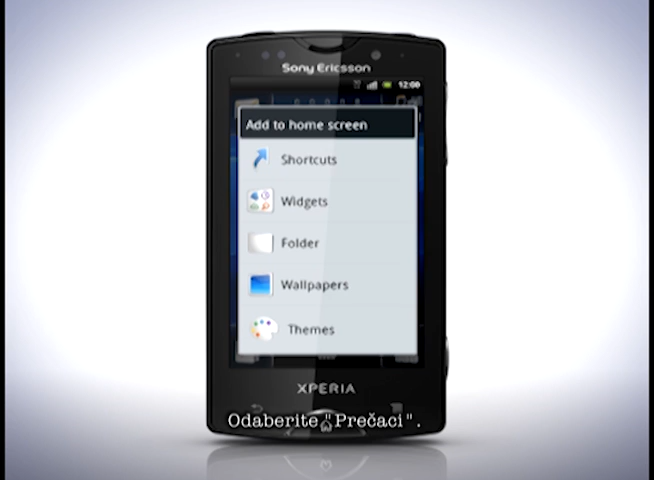 Sony Ericsson
12:00
Add to home screen
Shortcuts
Widgets
Folder
Wallpapers
Themes
XPERIA
Odaberite "Prečaci".